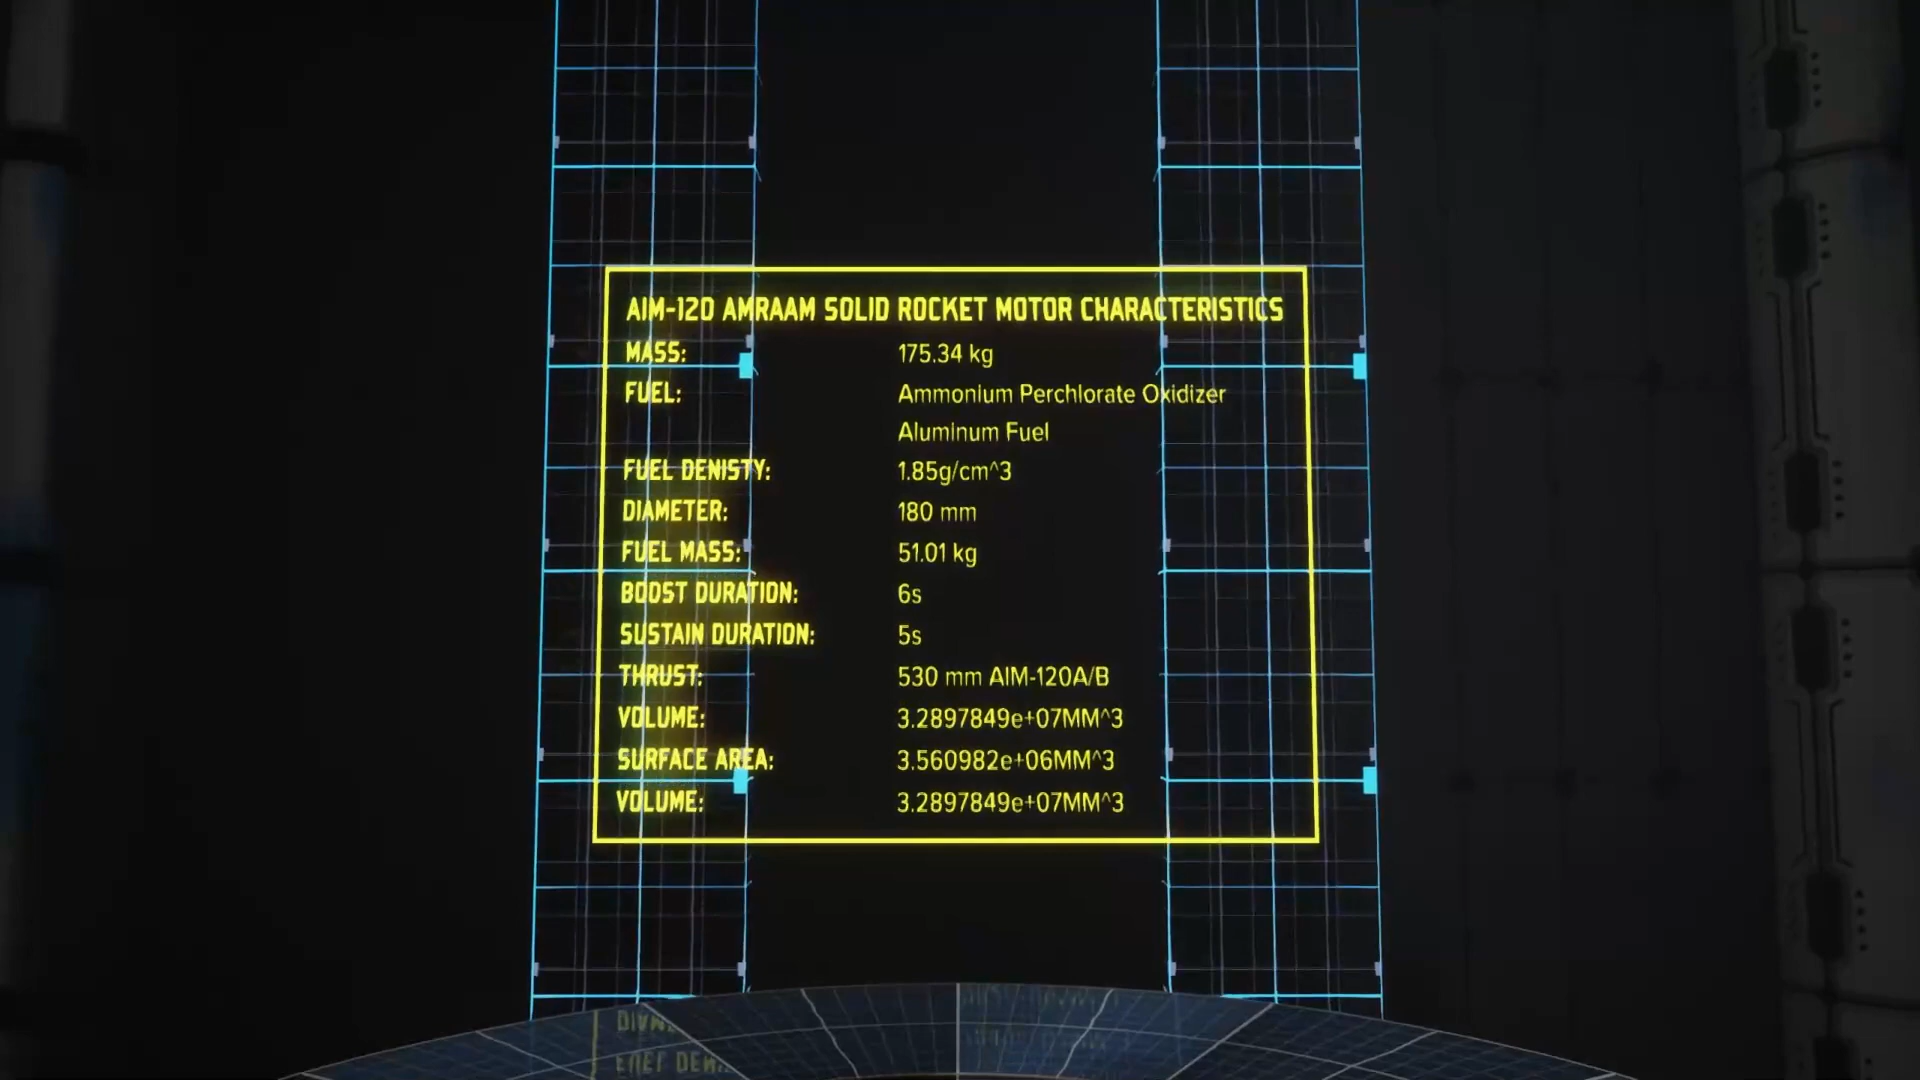 AIM-120 AMRAAM SOLID ROCKET MOTOR CHARACTERISTICS
MASS: 175.34 kg
FUEL: Ammonium Perchlorate Oxidizer
Aluminum Fuel
FUEL DENISTY: 1.85g/cm^3
DIAMETER: 180 mm
FUEL MASS: 51.01 kg
BOOST DURATION: 6s
SUSTAIN DURATION: 5s
THRUST: 530 mm AIM-120A/B
VOLUME: 3.2897849e+07MM^3
SURFACE AREA: 3.560982e+06MM^3
VOLUME: 3.2897849e+07MM^3